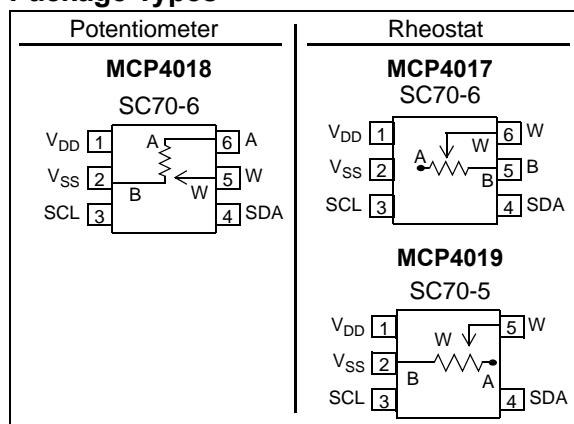 Package Types
Potentiometer
Rheostat
MCP4018
SC70-6
VDD 1
VSS 2
SCL 3
A
B
W
6 A
5 W
4 SDA
MCP4017
SC70-6
VDD 1
VSS 2
SCL 3
A
W
B
6 W
5 B
4 SDA
MCP4019
SC70-5
VDD 1
VSS 2
SCL 3
W
B
A
5 W
4 SDA